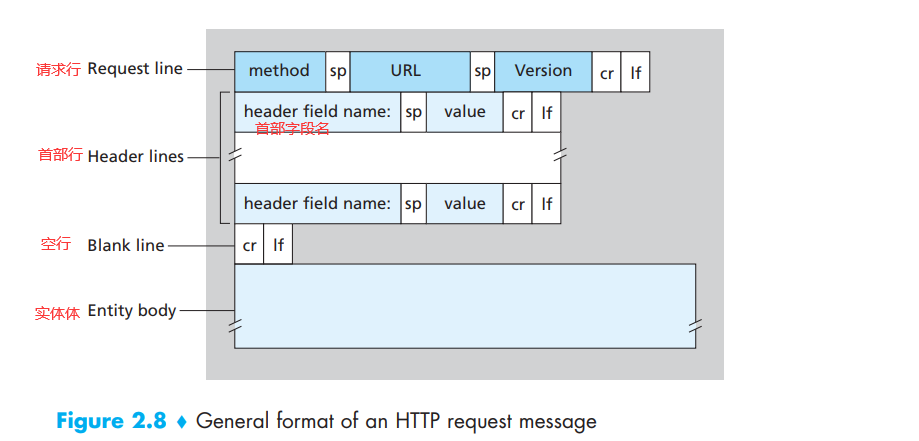 请求行 Request line method sp URL sp Version cr lf
header field name: sp value cr lf
首部字段名
首部行 Header lines
header field name: sp value cr lf
空行 Blank line cr lf
实体体 Entity body
Figure 2.8 ♦ General format of an HTTP request message